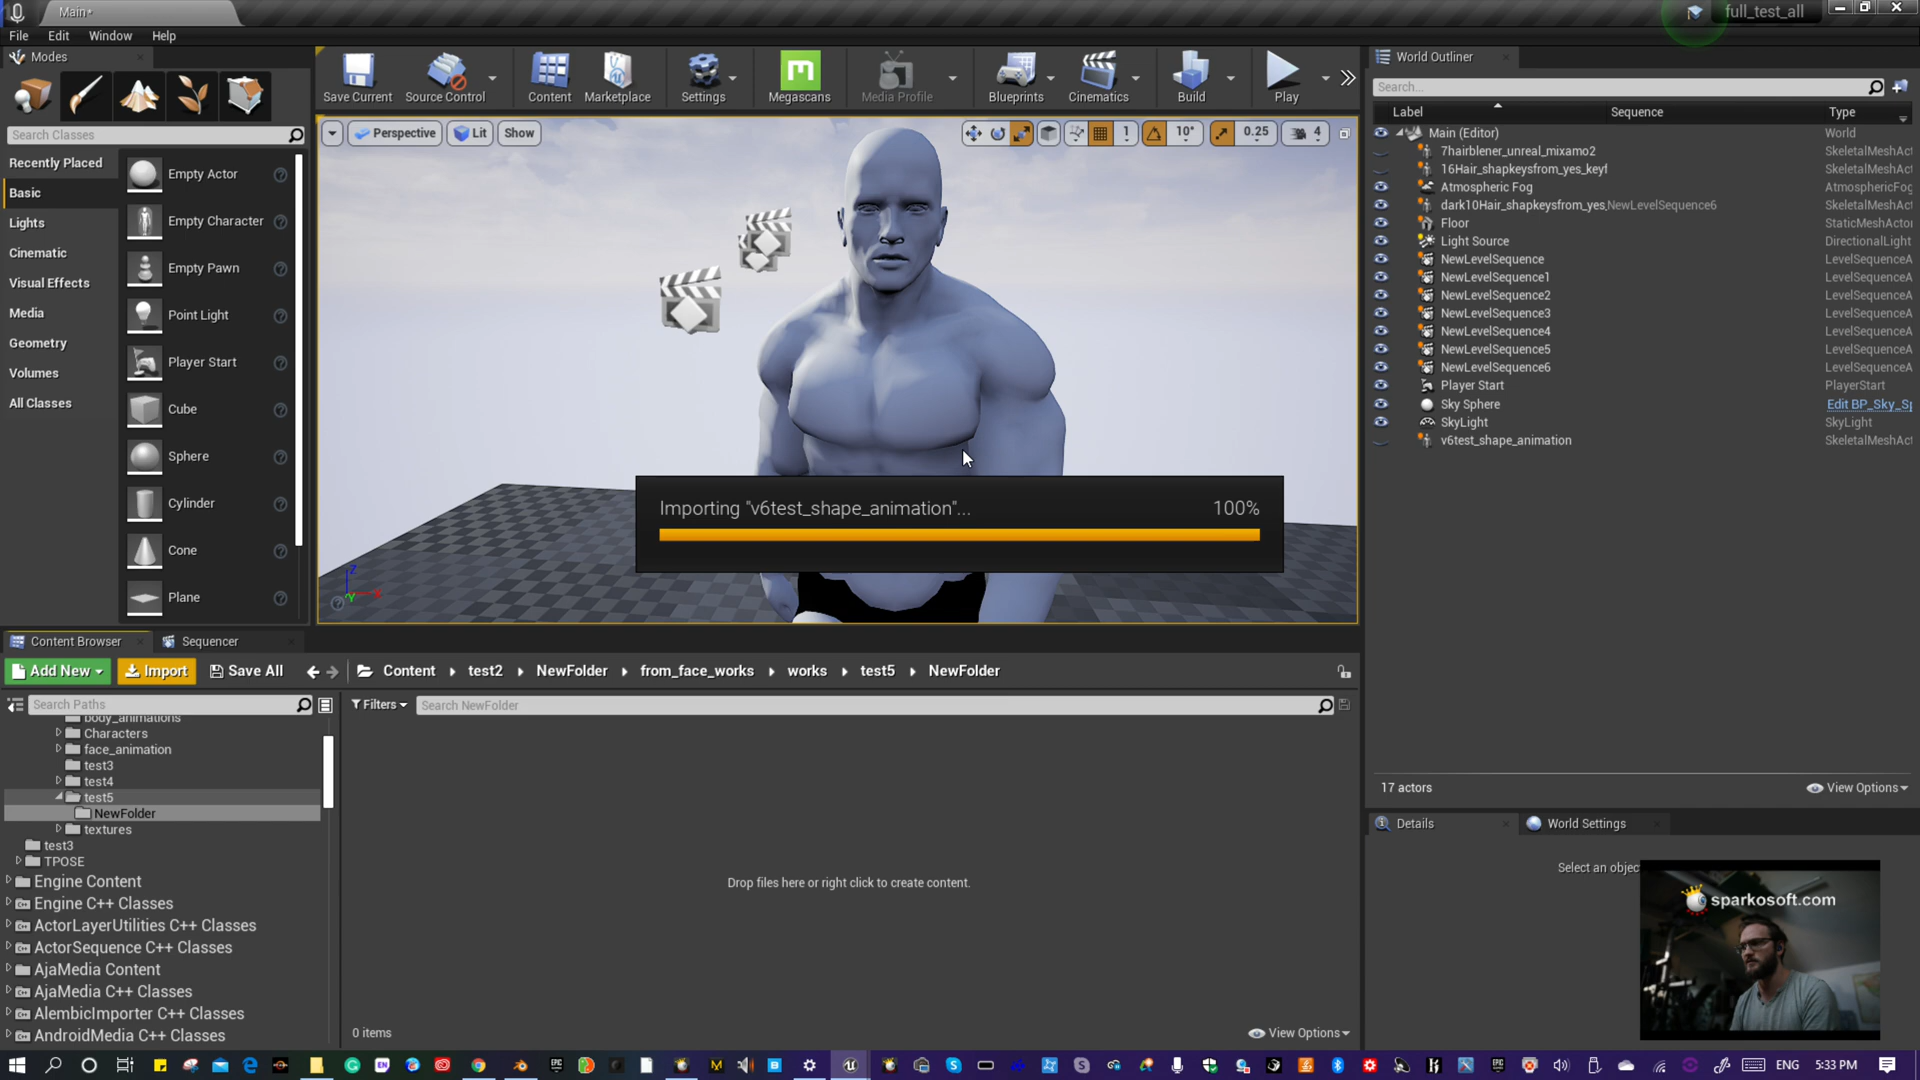 Main*
full_test_all
File Edit Window Help
Modes
Save Current
Source Control
Content
Marketplace
Settings
Megascans
Media Profile
Blueprints
Cinematics
Build
Play
World Outliner
Search...
Label Sequence Type
Search Classes
Perspective
Lit
Show
1
10°
0.25
4
Recently Placed
Basic
Lights
Cinematic
Visual Effects
Media
Geometry
Volumes
All Classes
Empty Actor
Empty Character
Empty Pawn
Point Light
Player Start
Cube
Sphere
Cylinder
Cone
Plane
Main (Editor) World
7hairblener_unreal_mixamo2 SkeletalMeshAct
16Hair_shapkeysfrom_yes_keyf SkeletalMeshAct
Atmospheric Fog AtmosphericFog
dark10Hair_shapkeysfrom_yes_ NewLevelSequence6 SkeletalMeshAct
Floor StaticMeshActor
Light Source DirectionalLight
NewLevelSequence LevelSequenceA
NewLevelSequence1 LevelSequenceA
NewLevelSequence2 LevelSequenceA
NewLevelSequence3 LevelSequenceA
NewLevelSequence4 LevelSequenceA
NewLevelSequence5 LevelSequenceA
NewLevelSequence6 LevelSequenceA
Player Start PlayerStart
Sky Sphere Edit BP_Sky_Sp
SkyLight SkyLight
v6test_shape_animation SkeletalMeshAct
Importing "v6test_shape_animation"... 100%
Z
X
Y
17 actors
View Options
Details
World Settings
Select an objec
sparkosoft.com
Content Browser
Sequencer
Add New
Import
Save All
Content test2 NewFolder from_face_works works test5 NewFolder
Search Paths
Filters
Search NewFolder
body_animations
Characters
face_animation
test3
test4
test5
NewFolder
textures
test3
TPOSE
Engine Content
Engine C++ Classes
ActorLayerUtilities C++ Classes
ActorSequence C++ Classes
AjaMedia Content
AjaMedia C++ Classes
AlembicImporter C++ Classes
AndroidMedia C++ Classes
Drop files here or right click to create content.
0 items
View Options
ENG
5:33 PM